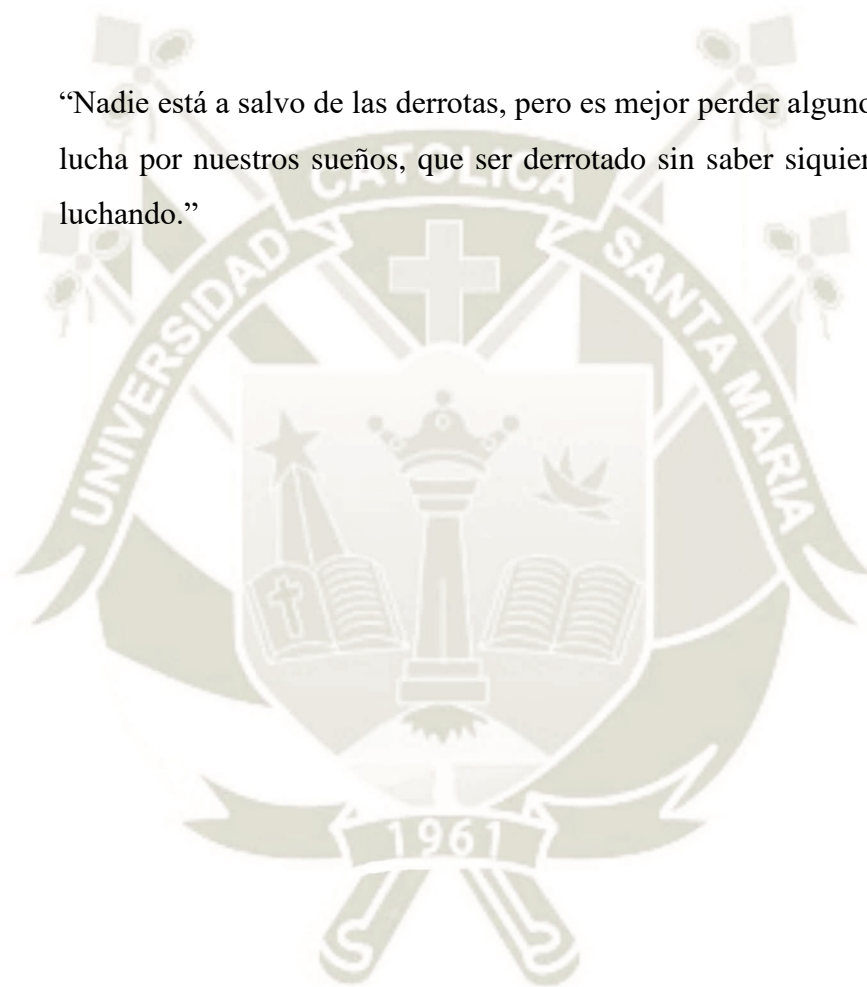 “Nadie está a salvo de las derrotas, pero es mejor perder alguno
lucha por nuestros sueños, que ser derrotado sin saber siquier
luchando.”
CATOLICA
UNIVERSIDAD
SANTA MARIA
1961